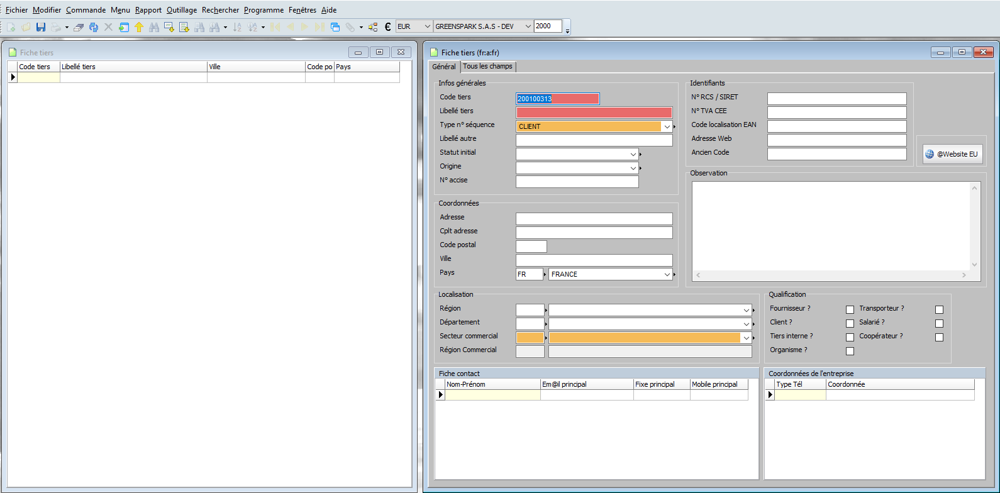 Fichier Modifier Commande Menu Rapport Outillage Rechercher Programme Fenêtres Aide
€ EUR GREENSPARK S.A.S - DEV 2000
Fiche tiers
Code tiers Libellé tiers Ville Code po Pays
Fiche tiers (fr:a:fr)
Général Tous les champs
Infos générales
Code tiers 200100313
Libellé tiers
Type n° séquence CLIENT
Libellé autre
Statut initial
Origine
N° accise
Identifiants
N° RCS / SIRET
N° TVA CEE
Code localisation EAN
Adresse Web
Ancien Code
@Website EU
Observation
Coordonnées
Adresse
Cplt adresse
Code postal
Ville
Pays FR FRANCE
Localisation
Région
Département
Secteur commercial
Région Commercial
Qualification
Fournisseur ? Transporteur ?
Client ? Salarié ?
Tiers interne ? Coopérateur ?
Organisme ?
Fiche contact
Nom-Prénom Em@il principal Fixe principal Mobile principal
Coordonnées de l'entreprise
Type Tél Coordonnée